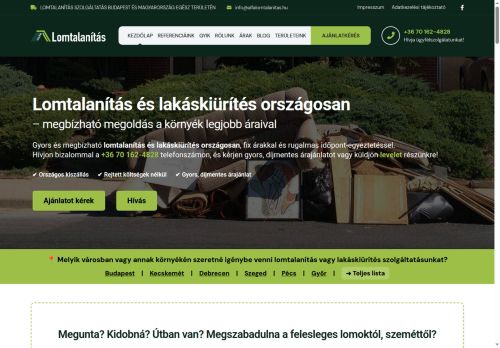 LOMTALANÍTÁS SZOLGÁLTATÁS BUDAPEST ÉS MAGYARORSZÁG EGÉSZ TERÜLETÉN
info@alfalomtalanitas.hu
Impresszum
Adatkezelési tájékoztató
Lomtalanítás
KEZDŐLAP REFERENCIÁINK GYIK RÓLUNK ÁRAK BLOG TERÜLETEINK
ÁRAJÁNLATKÉRÉS
+36 70 162-4828
Hívja ügyfélszolgálatunkat!
Lomtalanítás és lakáskiürítés országosan
– megbízható megoldás a környék legjobb áraival
Gyors és megbízható lomtalanítás és lakáskiürítés országosan, fix árakkal és rugalmas időpont-egyeztetéssel.
Hívjon bizalommal a +36 70 162-4828 telefonszámon, és kérjen gyors, díjmentes árajánlatot vagy küldjön levelet részünkre!
✔ Országos kiszállás ✔ Rejtett költségek nélkül ✔ Gyors, díjmentes árajánlat
Ajánlatot kérek
Hívás
📍 Melyik városban vagy annak környékén szeretné igénybe venni lomtalanítás vagy lakáskiürítés szolgáltatásunkat?
Budapest | Kecskemét | Debrecen | Szeged | Pécs | Győr | ➔ Teljes lista
Megunta? Kidobná? Útban van? Megszabadulna a felesleges lomoktól, szeméttől?